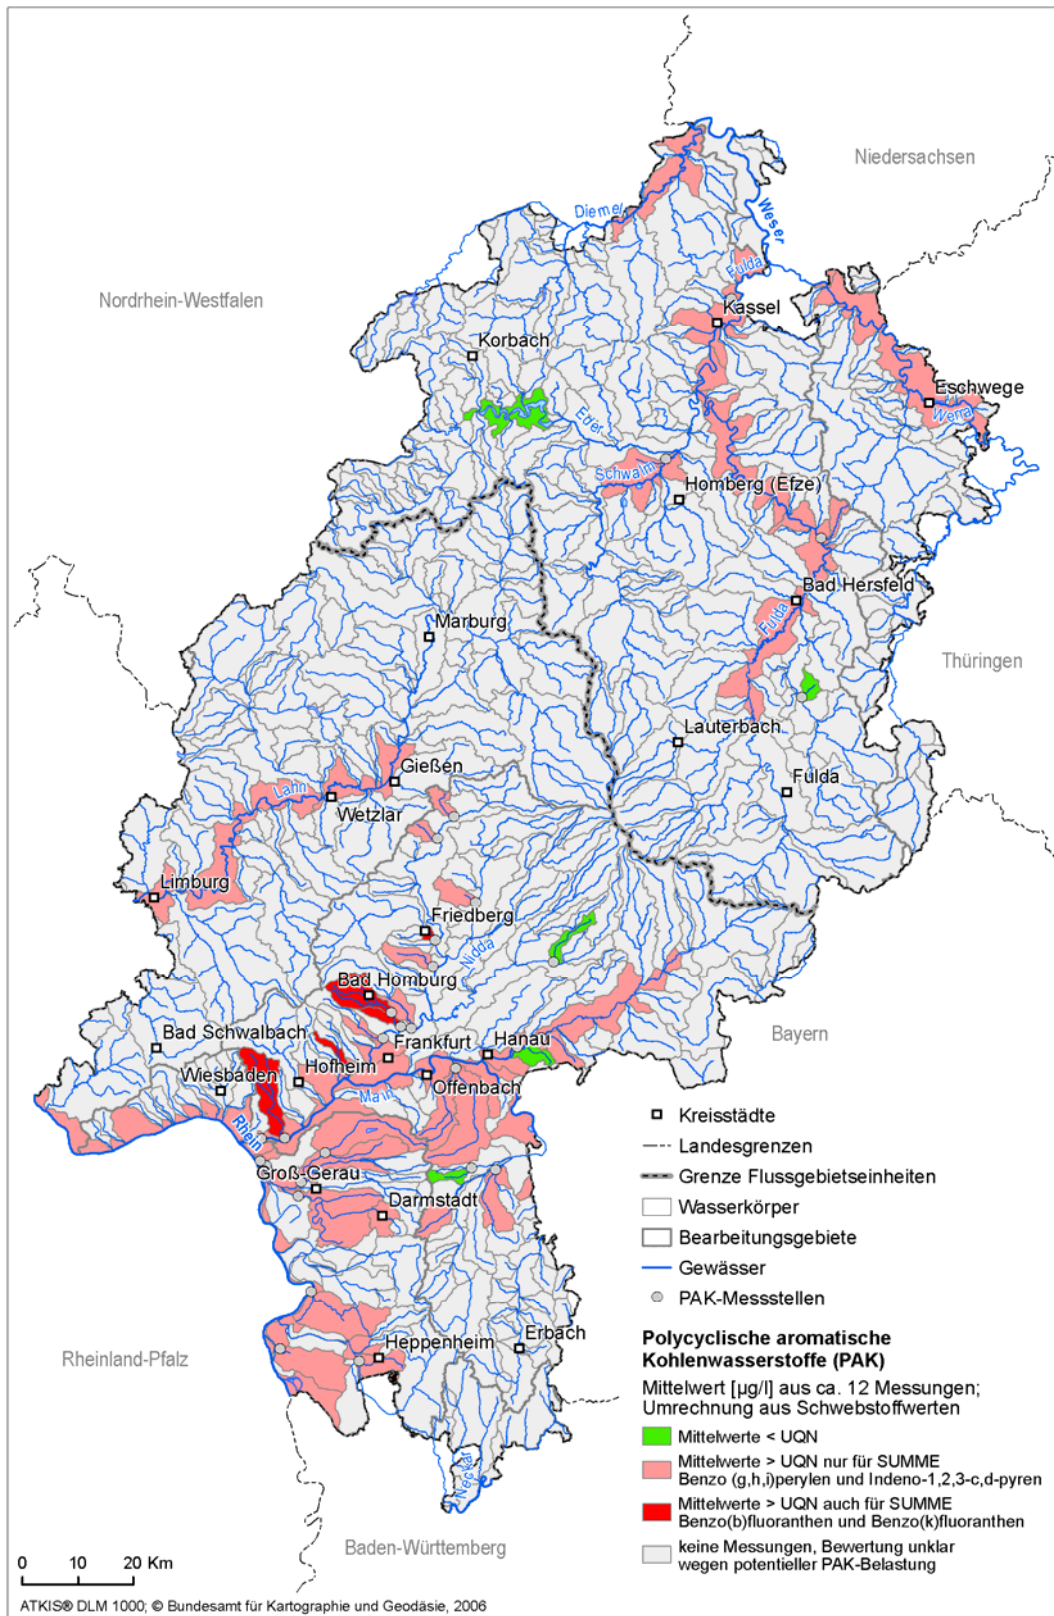 Niedersachsen
Diemel
Weser
Fulda
Nordrhein-Westfalen
Kassel
Korbach
Eschwege
Werra
Eder
Schwalm
Homberg (Efze)
Bad Hersfeld
Fulda
Marburg
Thüringen
Lauterbach
Gießen
Lahn
Fulda
Wetzlar
Limburg
Friedberg
Nidda
Bad Homburg
Bayern
Bad Schwalbach
Frankfurt
Hanau
Hofheim
Wiesbaden
Offenbach
Main
Rhein
Groß-Gerau
Darmstadt
Erbach
Heppenheim
Rheinland-Pfalz
Neckar
Baden-Württemberg
Kreisstädte
Landesgrenzen
Grenze Flussgebietseinheiten
Wasserkörper
Bearbeitungsgebiete
Gewässer
PAK-Messstellen
Polycyclische aromatische
Kohlenwasserstoffe (PAK)
Mittelwert [µg/l] aus ca. 12 Messungen;
Umrechnung aus Schwebstoffwerten
Mittelwerte < UQN
Mittelwerte > UQN nur für SUMME
Benzo (g,h,i)perylen und Indeno-1,2,3-c,d-pyren
Mittelwerte > UQN auch für SUMME
Benzo(b)fluoranthen und Benzo(k)fluoranthen
keine Messungen, Bewertung unklar
wegen potentieller PAK-Belastung
0 10 20 Km
ATKIS® DLM 1000; © Bundesamt für Kartographie und Geodäsie, 2006